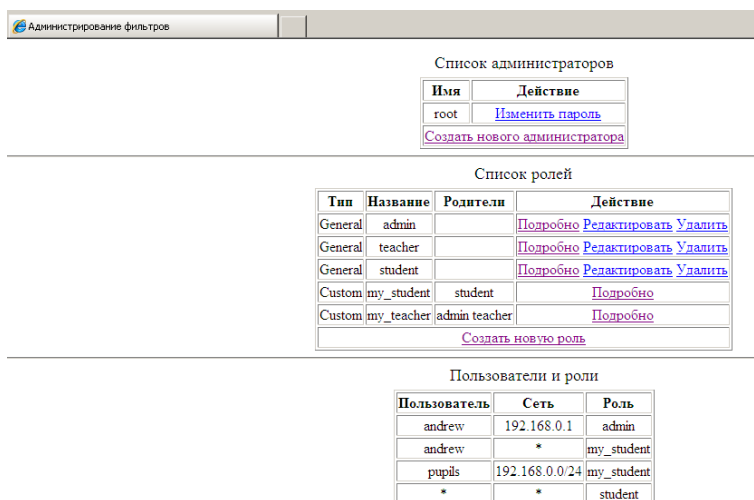 Администрирование фильтров
Список администраторов
Имя Действие
root Изменить пароль
Создать нового администратора
Список ролей
Тип Название Родители Действие
General admin Подробно Редактировать Удалить
General teacher Подробно Редактировать Удалить
General student Подробно Редактировать Удалить
Custom my_student student Подробно
Custom my_teacher admin teacher Подробно
Создать новую роль
Пользователи и роли
Пользователь Сеть Роль
andrew 192.168.0.1 admin
andrew * my_student
pupils 192.168.0.0/24 my_student
* * student